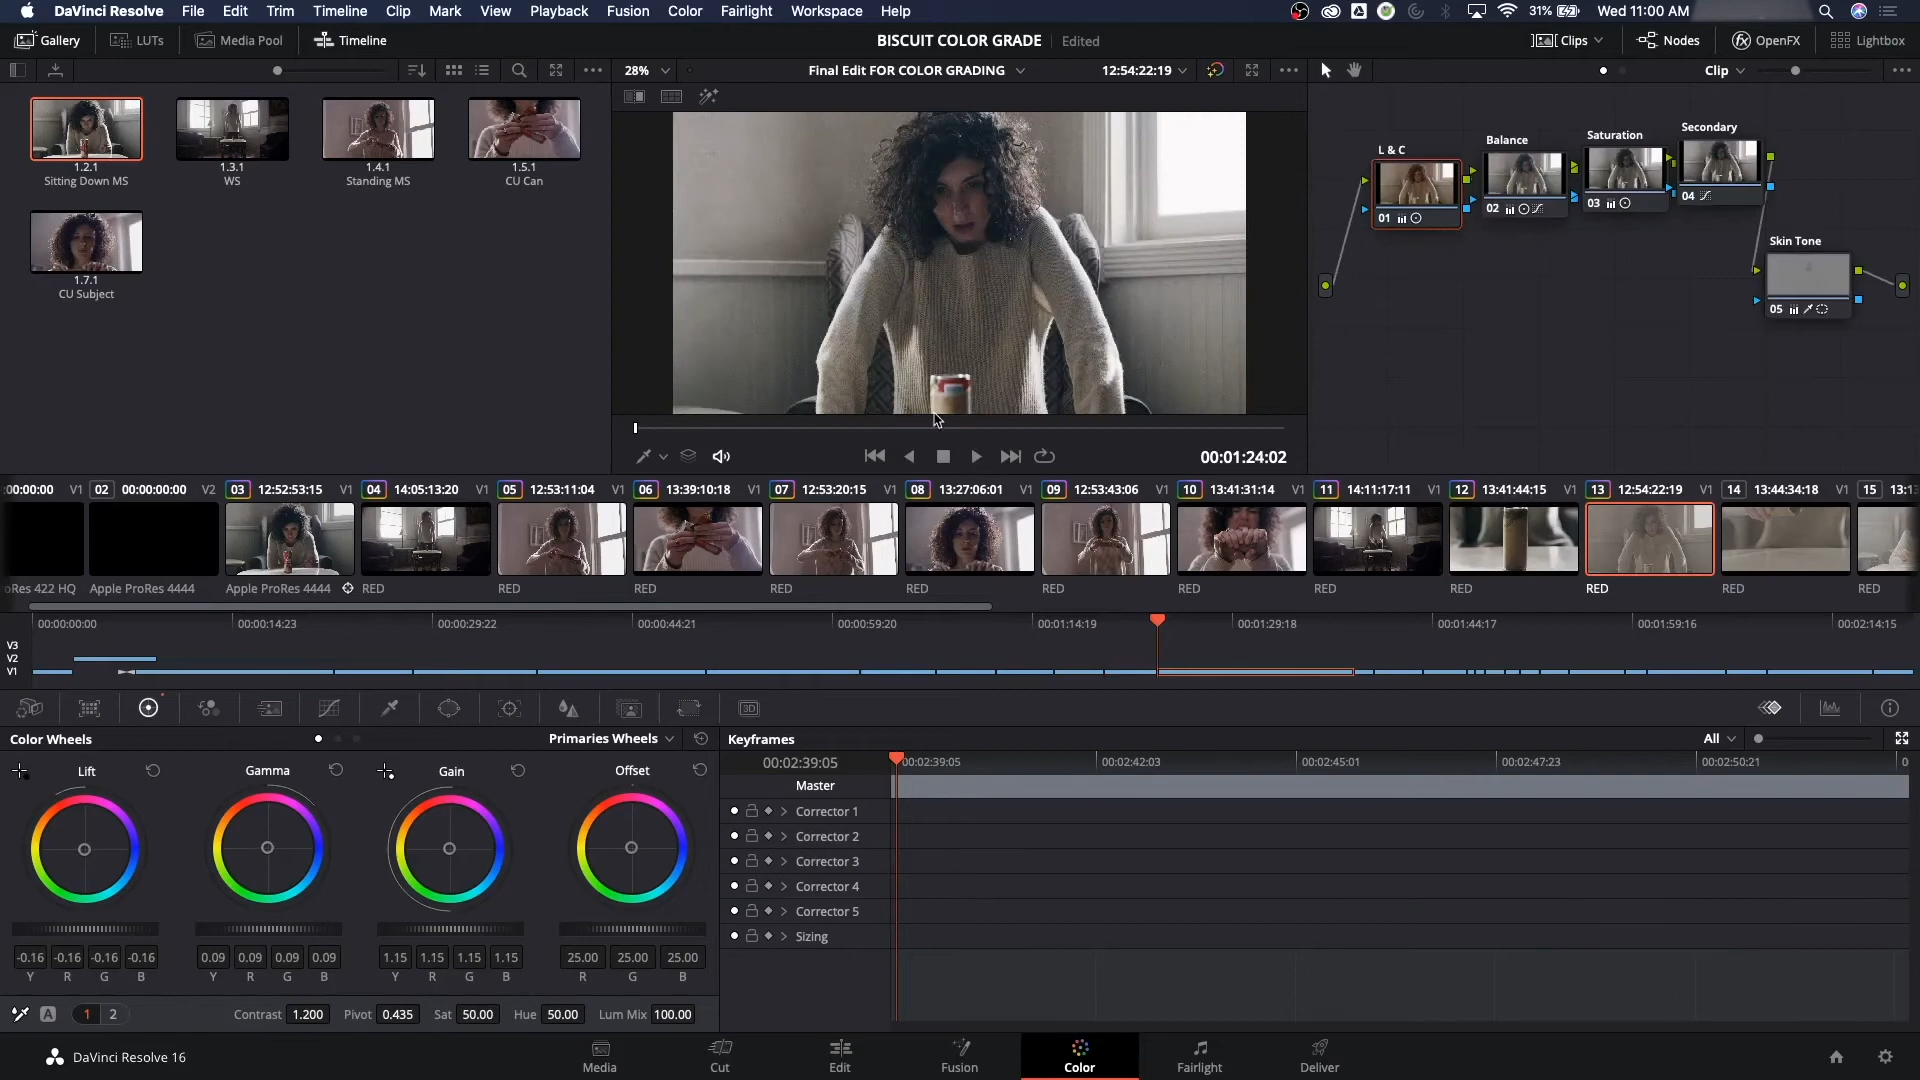 DaVinci Resolve File Edit Trim Timeline Clip Mark View Playback Fusion Color Fairlight Workspace Help 31% Wed 11:00 AM
Gallery LUTs Media Pool Timeline BISCUIT COLOR GRADE Edited Clips Nodes OpenFX Lightbox
28% Final Edit FOR COLOR GRADING 12:54:22:19 Clip
1.2.1 1.3.1 1.4.1 1.5.1
Sitting Down MS WS Standing MS CU Can
1.7.1
CU Subject
L & C Balance Saturation Secondary
01 02 03 04
Skin Tone
05
00:01:24:02
:00:00:00 V1 02 00:00:00:00 V2 03 12:52:53:15 V1 04 14:05:13:20 V1 05 12:53:11:04 V1 06 13:39:10:18 V1 07 12:53:20:15 V1 08 13:27:06:01 V1 09 12:53:43:06 V1 10 13:41:31:14 V1 11 14:11:17:11 V1 12 13:41:44:15 V1 13 12:54:22:19 V1 14 13:44:34:18 V1 15 13:1
oRes 422 HQ Apple ProRes 4444 Apple ProRes 4444 RED RED RED RED RED RED RED RED RED RED RED RED
00:00:00:00 00:00:14:23 00:00:29:22 00:00:44:21 00:00:59:20 00:01:14:19 00:01:29:18 00:01:44:17 00:01:59:16 00:02:14:15
V3
V2
V1
3D
Color Wheels Primaries Wheels Keyframes All
Lift Gamma Gain Offset
00:02:39:05 00:02:39:05 00:02:42:03 00:02:45:01 00:02:47:23 00:02:50:21 0
Master
Corrector 1
Corrector 2
Corrector 3
Corrector 4
Corrector 5
Sizing
-0.16 -0.16 -0.16 -0.16 0.09 0.09 0.09 0.09 1.15 1.15 1.15 1.15 25.00 25.00 25.00
Y R G B Y R G B Y R G B R G B
A 1 2 Contrast 1.200 Pivot 0.435 Sat 50.00 Hue 50.00 Lum Mix 100.00
DaVinci Resolve 16 Media Cut Edit Fusion Color Fairlight Deliver